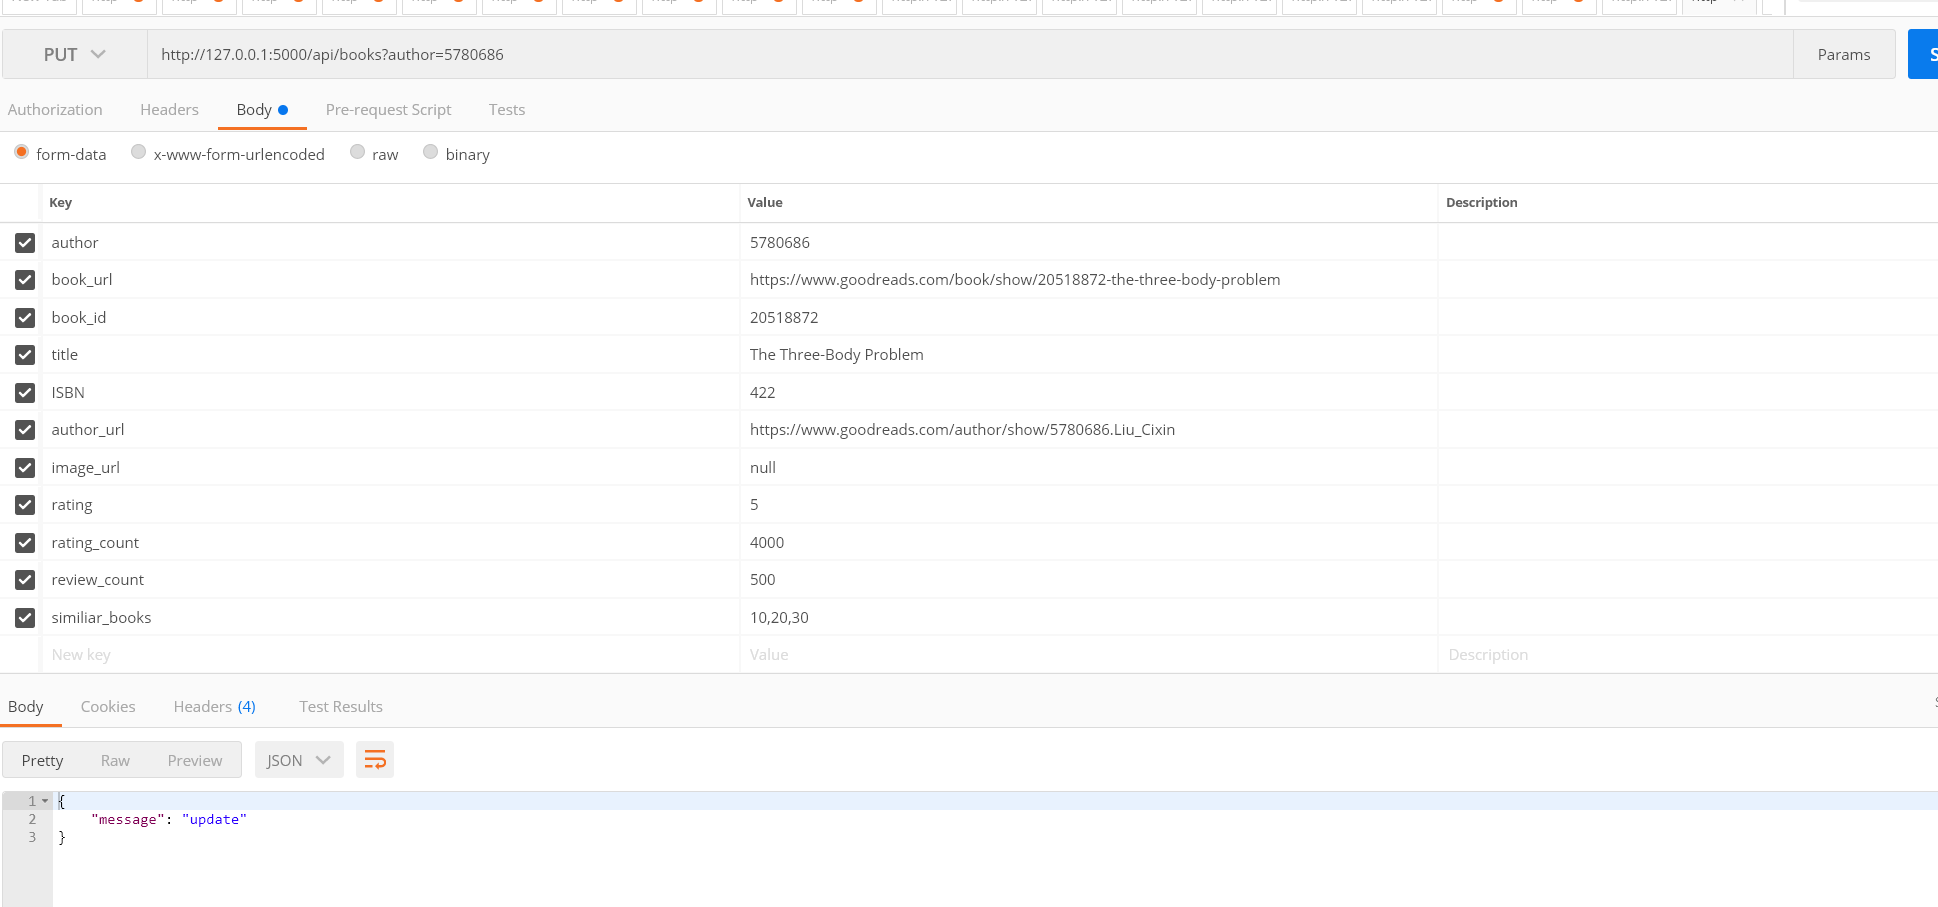 PUT http://127.0.0.1:5000/api/books?author=5780686 Params
Authorization Headers Body Pre-request Script Tests
form-data x-www-form-urlencoded raw binary
Key Value Description
author 5780686
book_url https://www.goodreads.com/book/show/20518872-the-three-body-problem
book_id 20518872
title The Three-Body Problem
ISBN 422
author_url https://www.goodreads.com/author/show/5780686.Liu_Cixin
image_url null
rating 5
rating_count 4000
review_count 500
similiar_books 10,20,30
New key Value Description
Body Cookies Headers (4) Test Results
Pretty Raw Preview JSON
1 {
2 "message": "update"
3 }